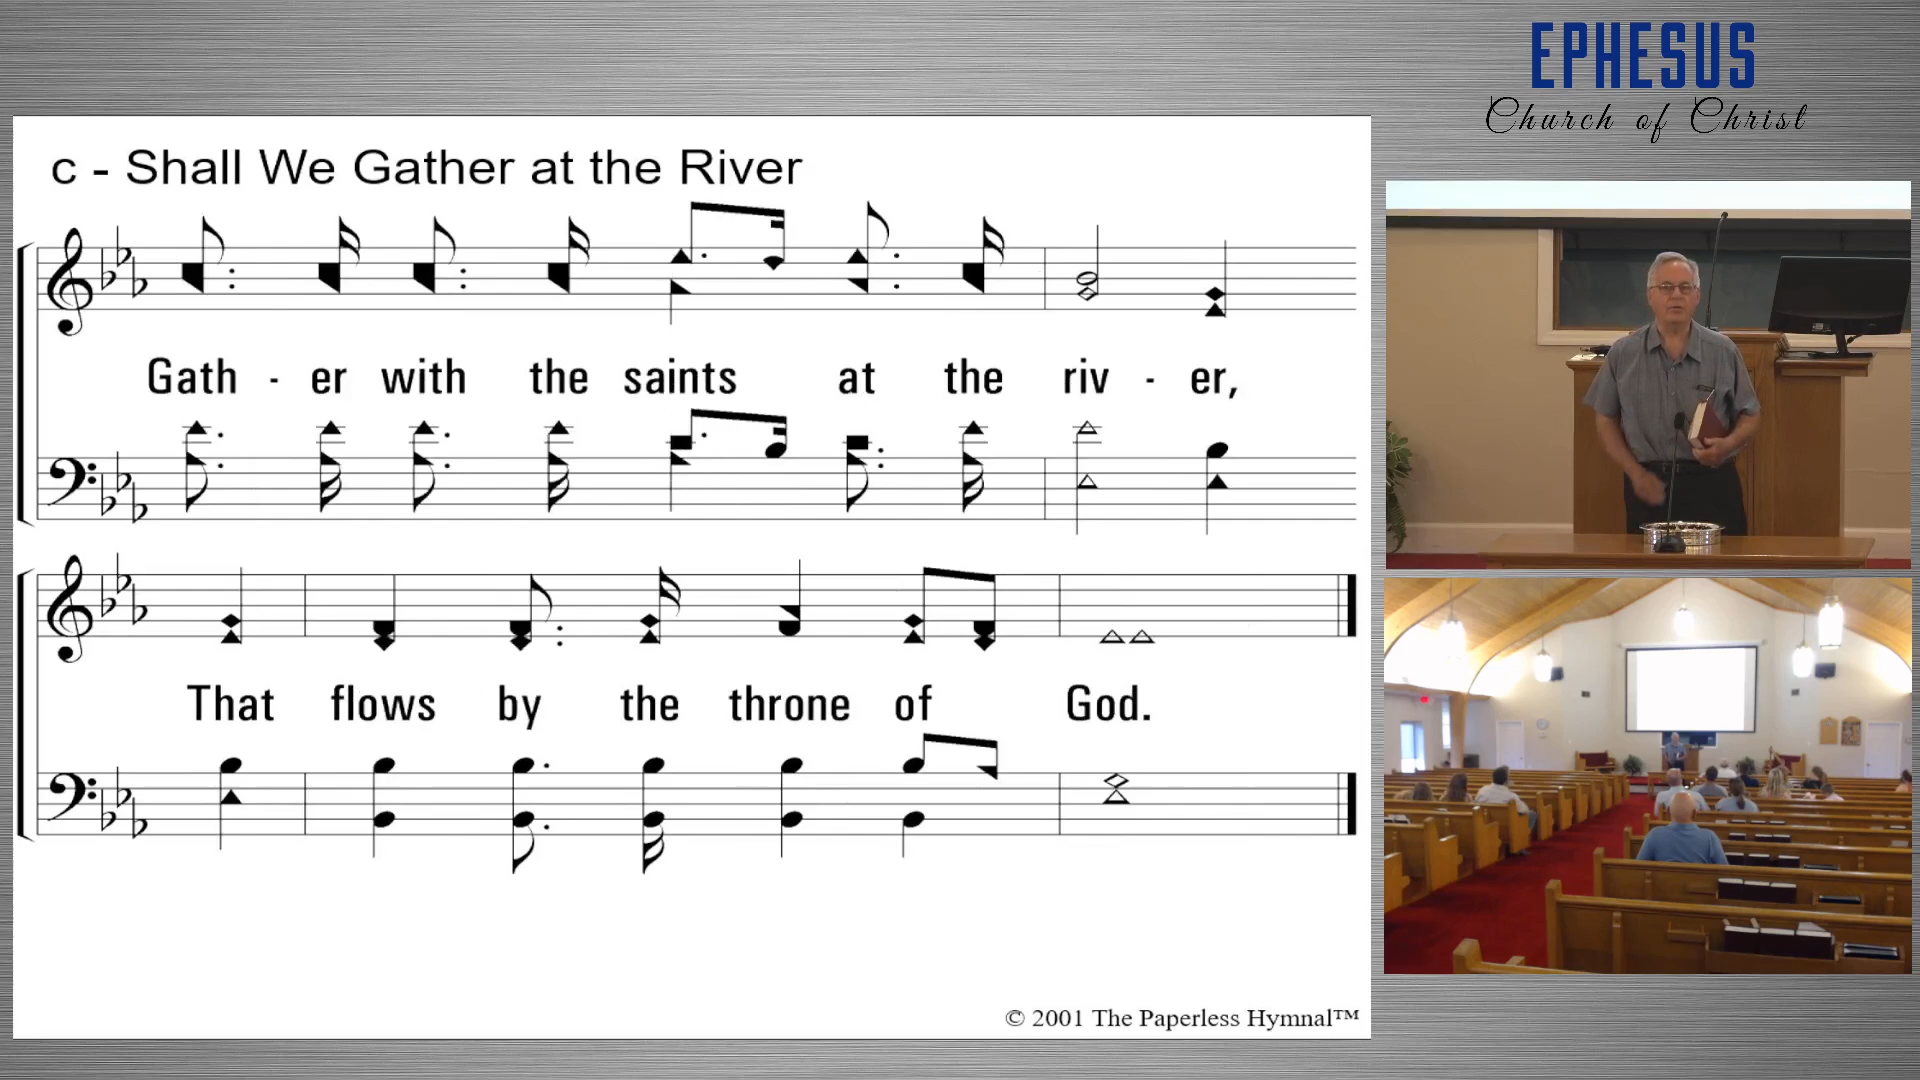 EPHESUS
Church of Christ
c - Shall We Gather at the River
Gath - er with the saints at the riv - er,
That flows by the throne of God.
© 2001 The Paperless Hymnal™